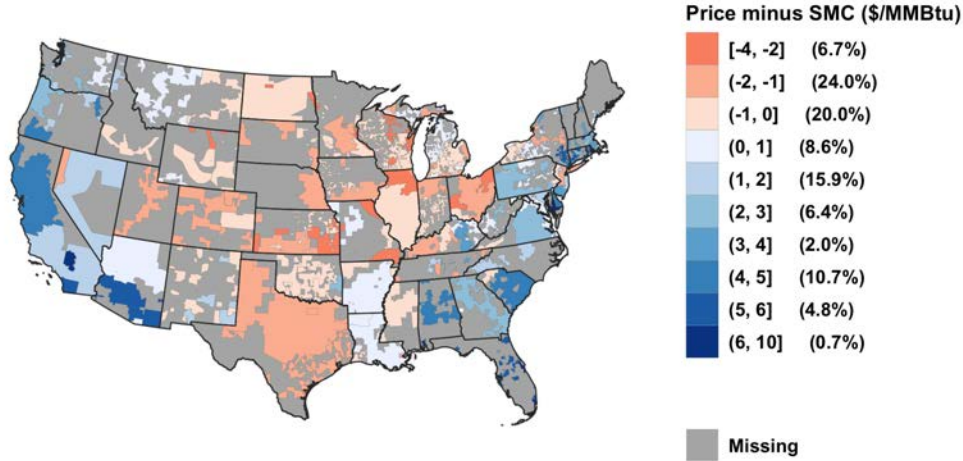 Price minus SMC ($/MMBtu)
[-4, -2] (6.7%)
(-2, -1] (24.0%)
(-1, 0] (20.0%)
(0, 1] (8.6%)
(1, 2] (15.9%)
(2, 3] (6.4%)
(3, 4] (2.0%)
(4, 5] (10.7%)
(5, 6] (4.8%)
(6, 10] (0.7%)
Missing